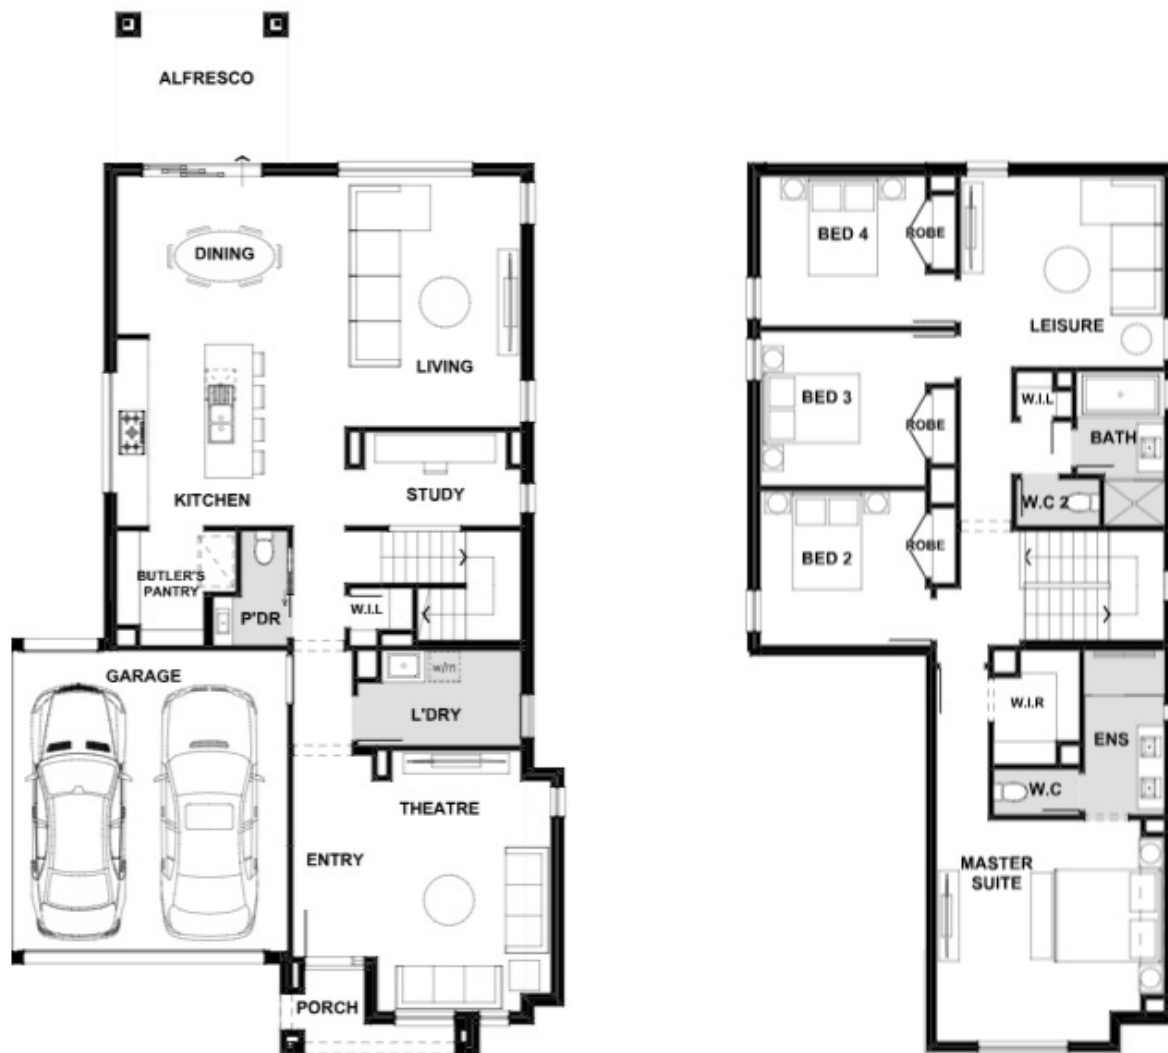 ALFRESCO
DINING
LIVING
KITCHEN
STUDY
BUTLER'S
PANTRY
P'DR
W.I.L
GARAGE
w/m
L'DRY
THEATRE
ENTRY
PORCH
BED 4
ROBE
LEISURE
BED 3
ROBE
W.I.L
BATH
W.C 2
BED 2
ROBE
W.I.R
ENS
W.C
MASTER
SUITE